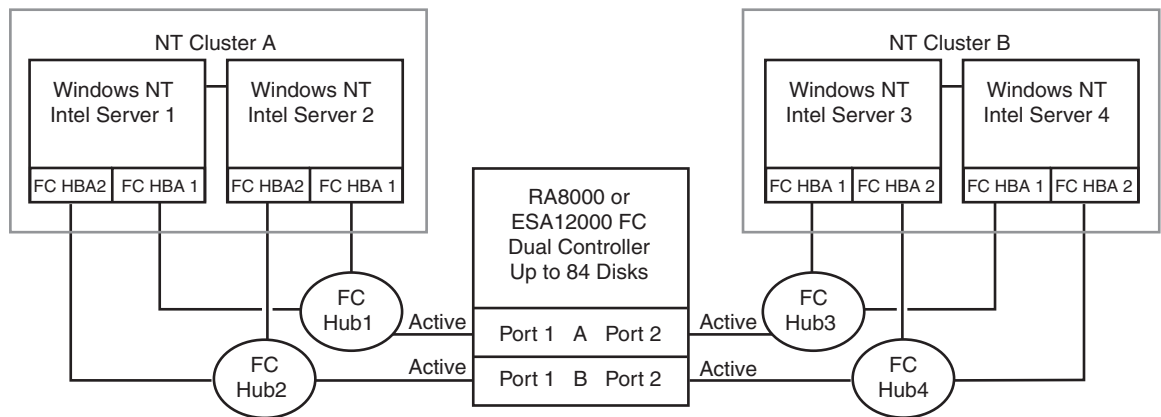 NT Cluster A
NT Cluster B
Windows NT
Intel Server 1
Windows NT
Intel Server 2
Windows NT
Intel Server 3
Windows NT
Intel Server 4
FC HBA2
FC HBA 1
FC HBA2
FC HBA 1
FC HBA 1
FC HBA 2
FC HBA 1
FC HBA 2
RA8000 or
ESA12000 FC
Dual Controller
Up to 84 Disks
FC
Hub1
FC
Hub3
Active
Port 1 A Port 2
Active
FC
Hub2
Active
Port 1 B Port 2
Active
FC
Hub4